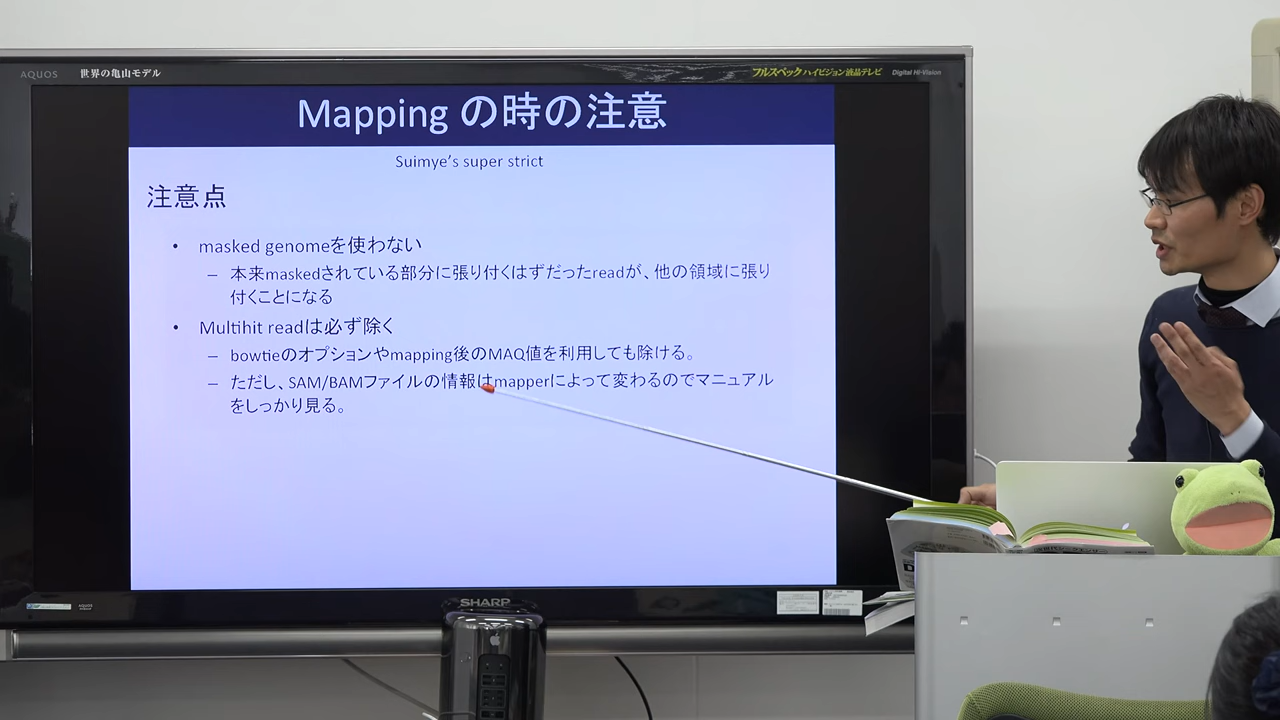 AQUOS 世界の亀山モデル
フルスペックハイビジョン液晶テレビ Digital Hi-Vision
Mapping の時の注意
Suimye's super strict
注意点
• masked genomeを使わない
– 本来maskedされている部分に張り付くはずだったreadが、他の領域に張り
付くことになる
• Multihit readは必ず除く
– bowtieのオプションやmapping後のMAQ値を利用しても除ける。
– ただし、SAM/BAMファイルの情報はmapperによって変わるのでマニュアル
をしっかり見る。
AQUOS
SHARP